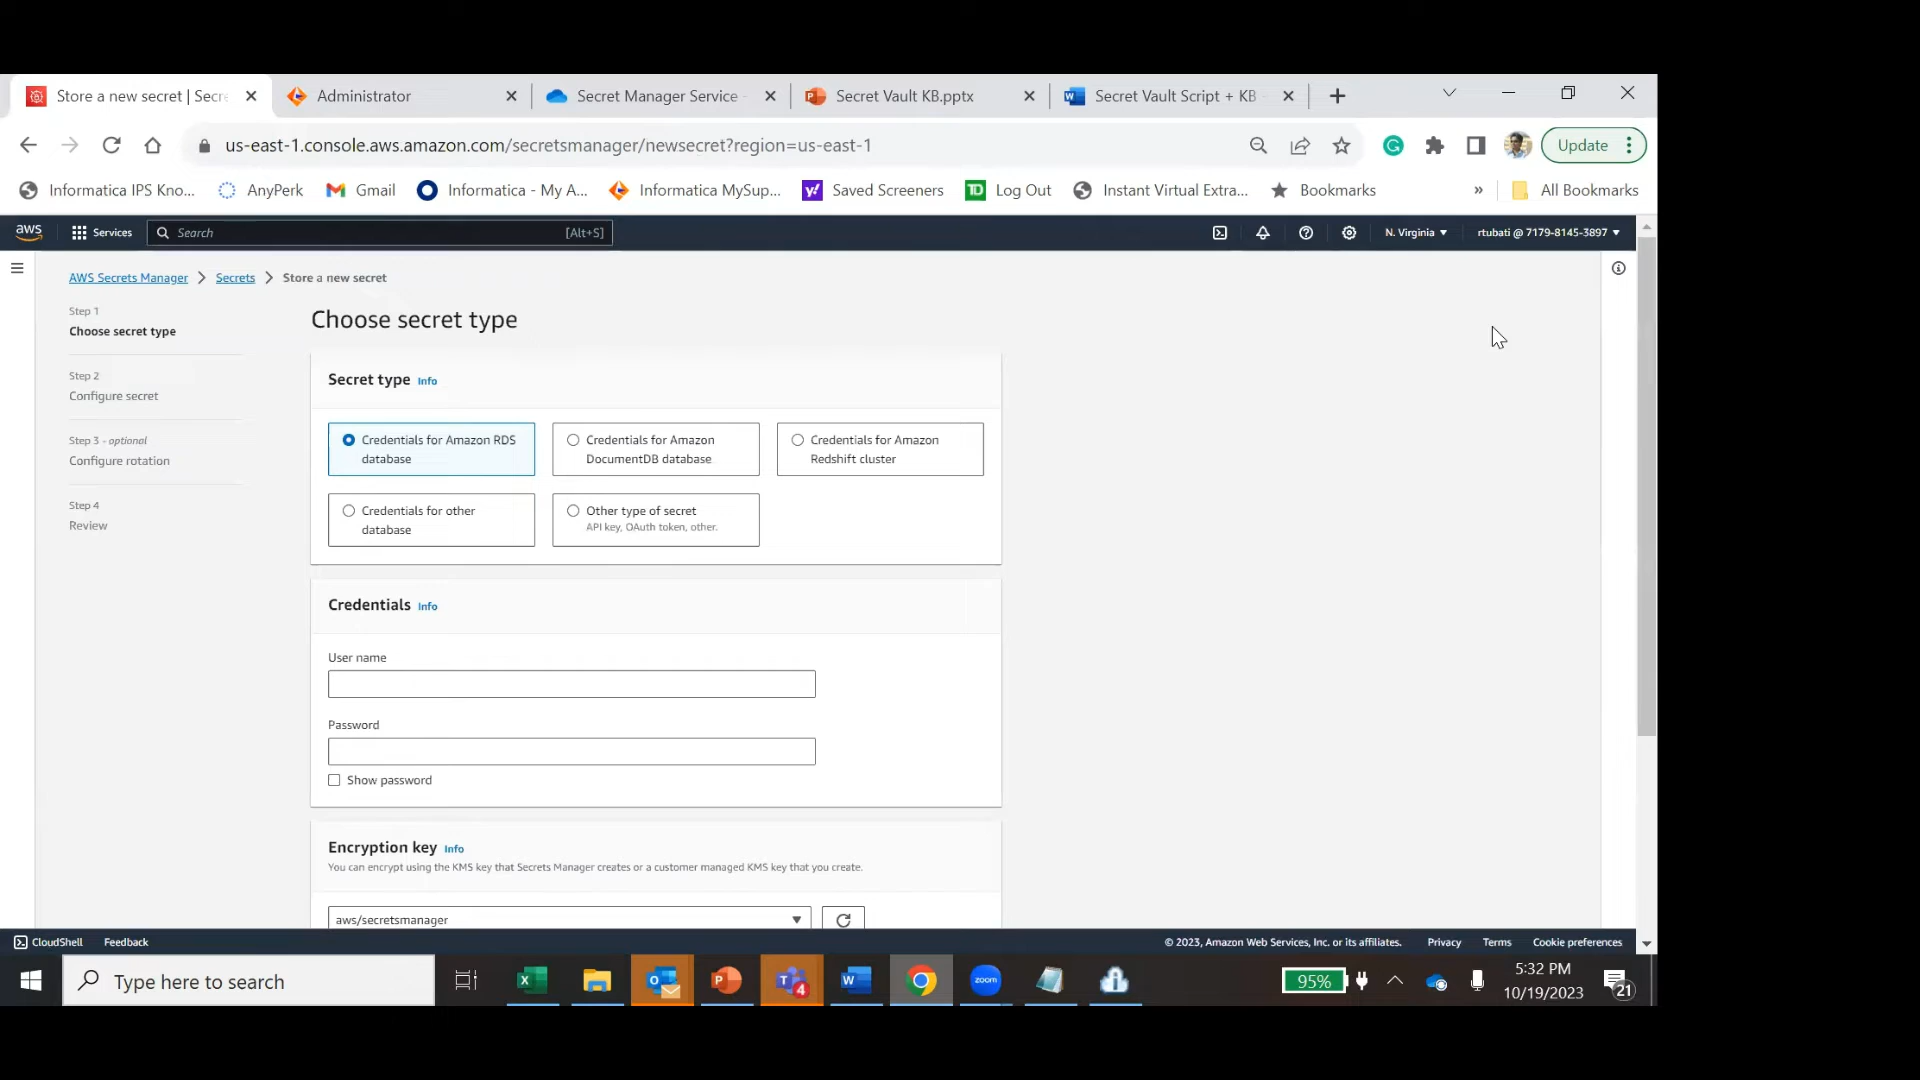 Store a new secret | Secre
Administrator
Secret Manager Service -
Secret Vault KB.pptx
Secret Vault Script + KB
us-east-1.console.aws.amazon.com/secretsmanager/newsecret?region=us-east-1
Update
Informatica IPS Kno...
AnyPerk
Gmail
Informatica - My A...
Informatica MySup...
Saved Screeners
TD
Log Out
Instant Virtual Extra...
Bookmarks
»
All Bookmarks
aws
Services
Search
[Alt+S]
N. Virginia
rtubati @ 7179-8145-3897
AWS Secrets Manager
Secrets
Store a new secret
Step 1
Choose secret type
Step 2
Configure secret
Step 3 - optional
Configure rotation
Step 4
Review
Choose secret type
Secret type Info
Credentials for Amazon RDS
database
Credentials for Amazon
DocumentDB database
Credentials for Amazon
Redshift cluster
Credentials for other
database
Other type of secret
API key, OAuth token, other.
Credentials Info
User name
Password
Show password
Encryption key Info
You can encrypt using the KMS key that Secrets Manager creates or a customer managed KMS key that you create.
aws/secretsmanager
CloudShell
Feedback
© 2023, Amazon Web Services, Inc. or its affiliates.
Privacy
Terms
Cookie preferences
Type here to search
4
zoom
95%
5:32 PM
10/19/2023
21